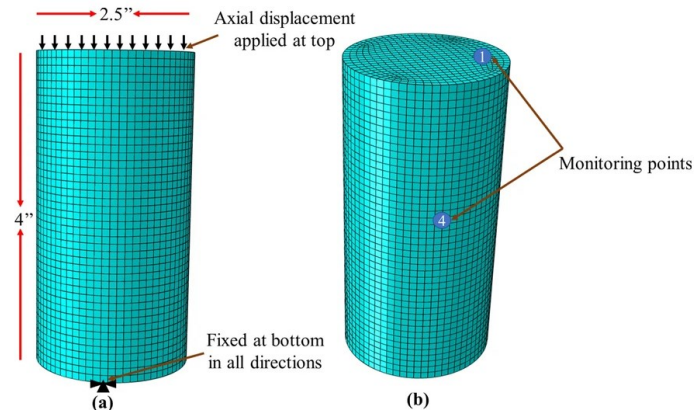 2.5”
Axial displacement
applied at top
4”
Fixed at bottom
in all directions
(a)
1
4
Monitoring points
(b)